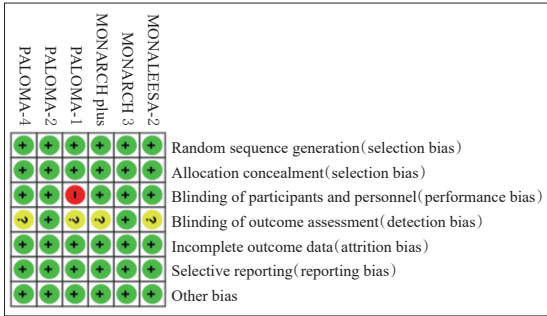 PALOMA-4
PALOMA-2
PALOMA-1
MONARCH plus
MONARCH 3
MONALEESA-2
+ + + + + + Random sequence generation(selection bias)
+ + + + + + Allocation concealment(selection bias)
+ + - + + + Blinding of participants and personnel(performance bias)
? + ? ? + ? Blinding of outcome assessment(detection bias)
+ + + + + + Incomplete outcome data(attrition bias)
+ + + + + + Selective reporting(reporting bias)
+ + + + + + Other bias